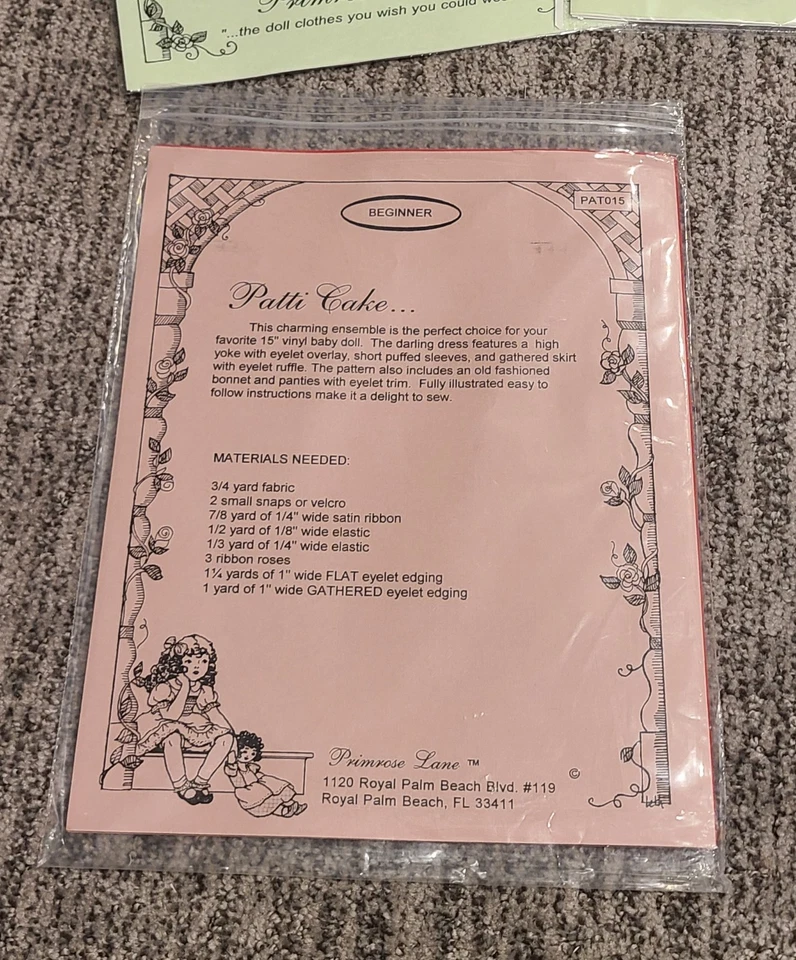 "...the doll clothes you wish you could
BEGINNER
PAT015
Patti Cake...
This charming ensemble is the perfect choice for your
favorite 15" vinyl baby doll. The darling dress features a high
yoke with eyelet overlay, short puffed sleeves, and gathered skirt
with eyelet ruffle. The pattern also includes an old fashioned
bonnet and panties with eyelet trim. Fully illustrated easy to
follow instructions make it a delight to sew.
MATERIALS NEEDED:
3/4 yard fabric
2 small snaps or velcro
7/8 yard of 1/4" wide satin ribbon
1/2 yard of 1/8" wide elastic
1/3 yard of 1/4" wide elastic
3 ribbon roses
1¼ yards of 1" wide FLAT eyelet edging
1 yard of 1" wide GATHERED eyelet edging
Primrose Lane ™
©
1120 Royal Palm Beach Blvd. #119
Royal Palm Beach, FL 33411